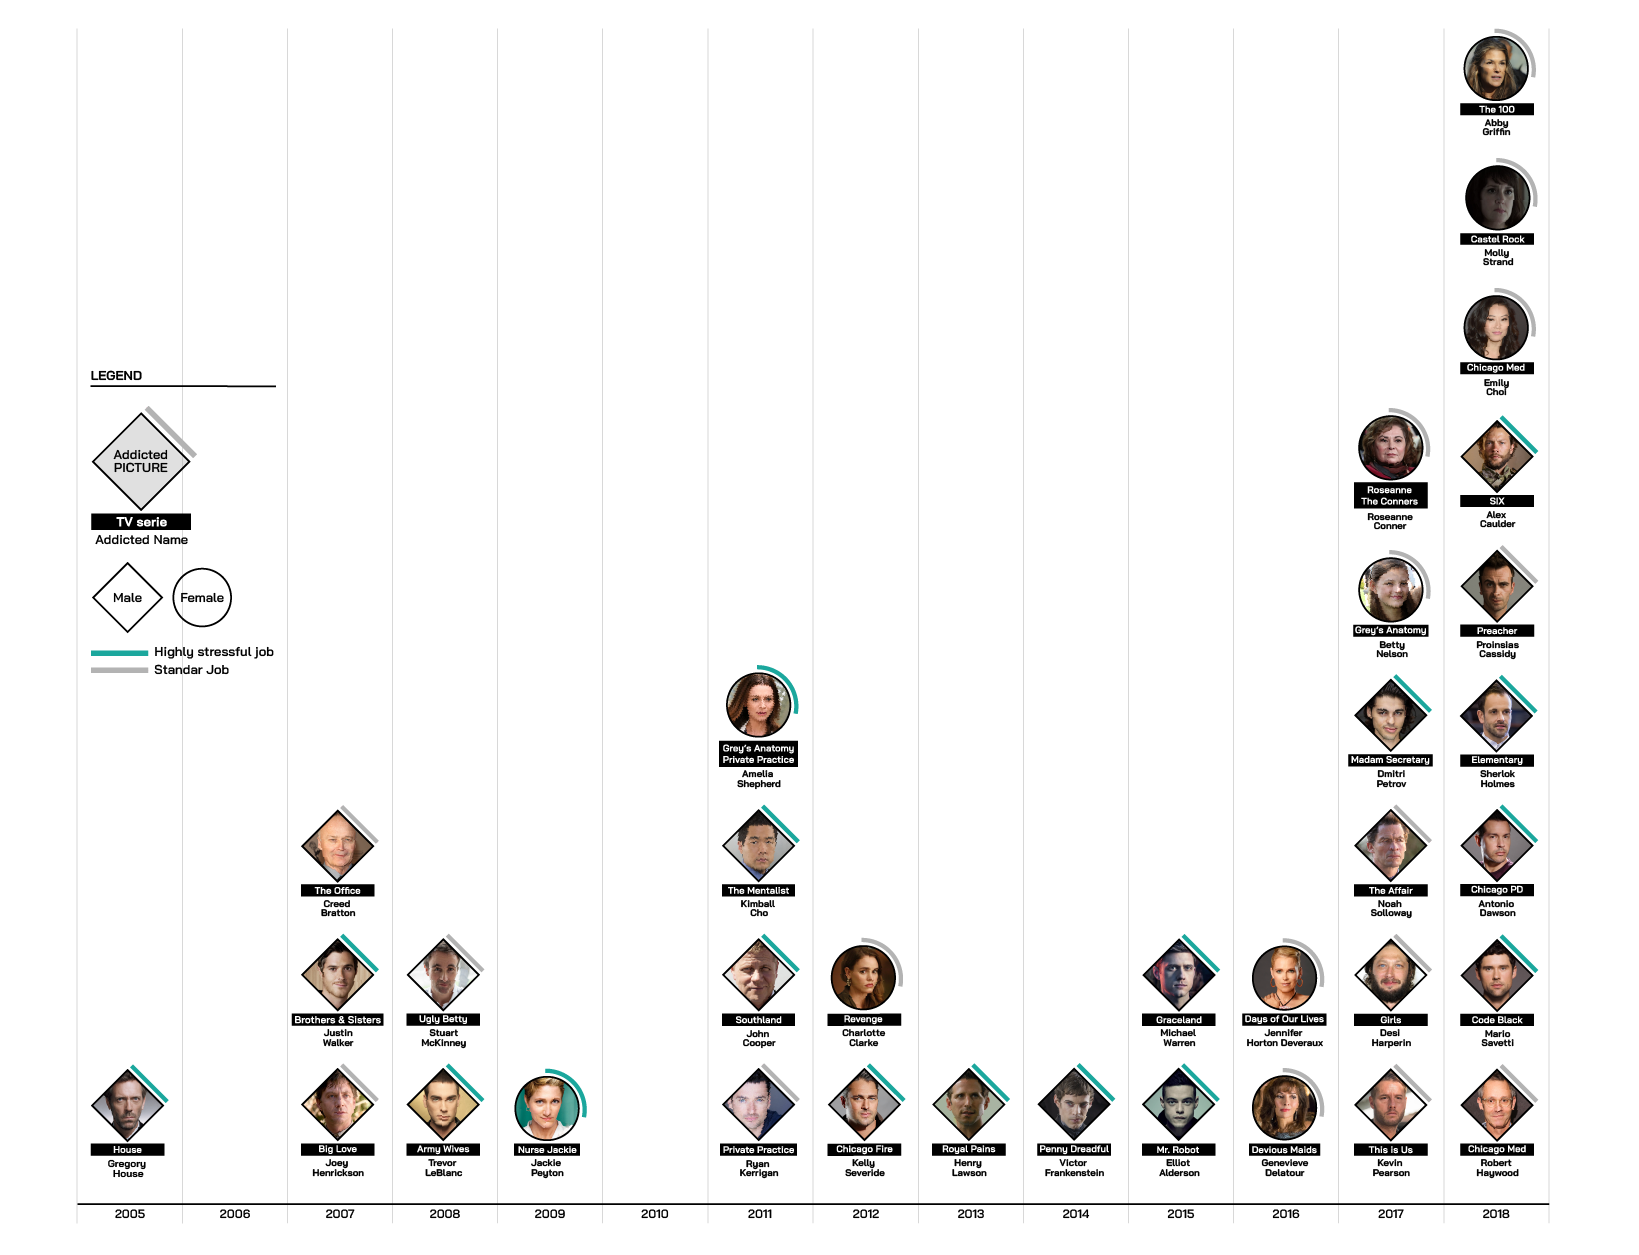 LEGEND
Addicted
PICTURE
TV serie
Addicted Name
Male
Female
Highly stressful job
Standar Job
House
Gregory
House
The Office
Creed
Bratton
Brothers & Sisters
Justin
Walker
Big Love
Joey
Henrickson
Ugly Betty
Stuart
McKinney
Army Wives
Trevor
LeBlanc
Nurse Jackie
Jackie
Peyton
Grey's Anatomy
Private Practice
Amelia
Shepherd
The Mentalist
Kimball
Cho
Southland
John
Cooper
Private Practice
Ryan
Kerrigan
Revenge
Charlotte
Clarke
Chicago Fire
Kelly
Severide
Royal Pains
Henry
Lawson
Penny Dreadful
Victor
Frankenstein
Graceland
Michael
Warren
Mr. Robot
Elliot
Alderson
Days of Our Lives
Jennifer
Horton Deveraux
Devious Maids
Genevieve
Delatour
Roseanne
The Conners
Roseanne
Conner
Grey's Anatomy
Betty
Nelson
Madam Secretary
Dmitri
Petrov
The Affair
Noah
Solloway
Girls
Desi
Harperin
This is Us
Kevin
Pearson
The 100
Abby
Griffin
Castel Rock
Molly
Strand
Chicago Med
Emily
Choi
SIX
Alex
Caulder
Preacher
Proinsias
Cassidy
Elementary
Sherlok
Holmes
Chicago PD
Antonio
Dawson
Code Black
Mario
Savetti
Chicago Med
Robert
Haywood
2005
2006
2007
2008
2009
2010
2011
2012
2013
2014
2015
2016
2017
2018